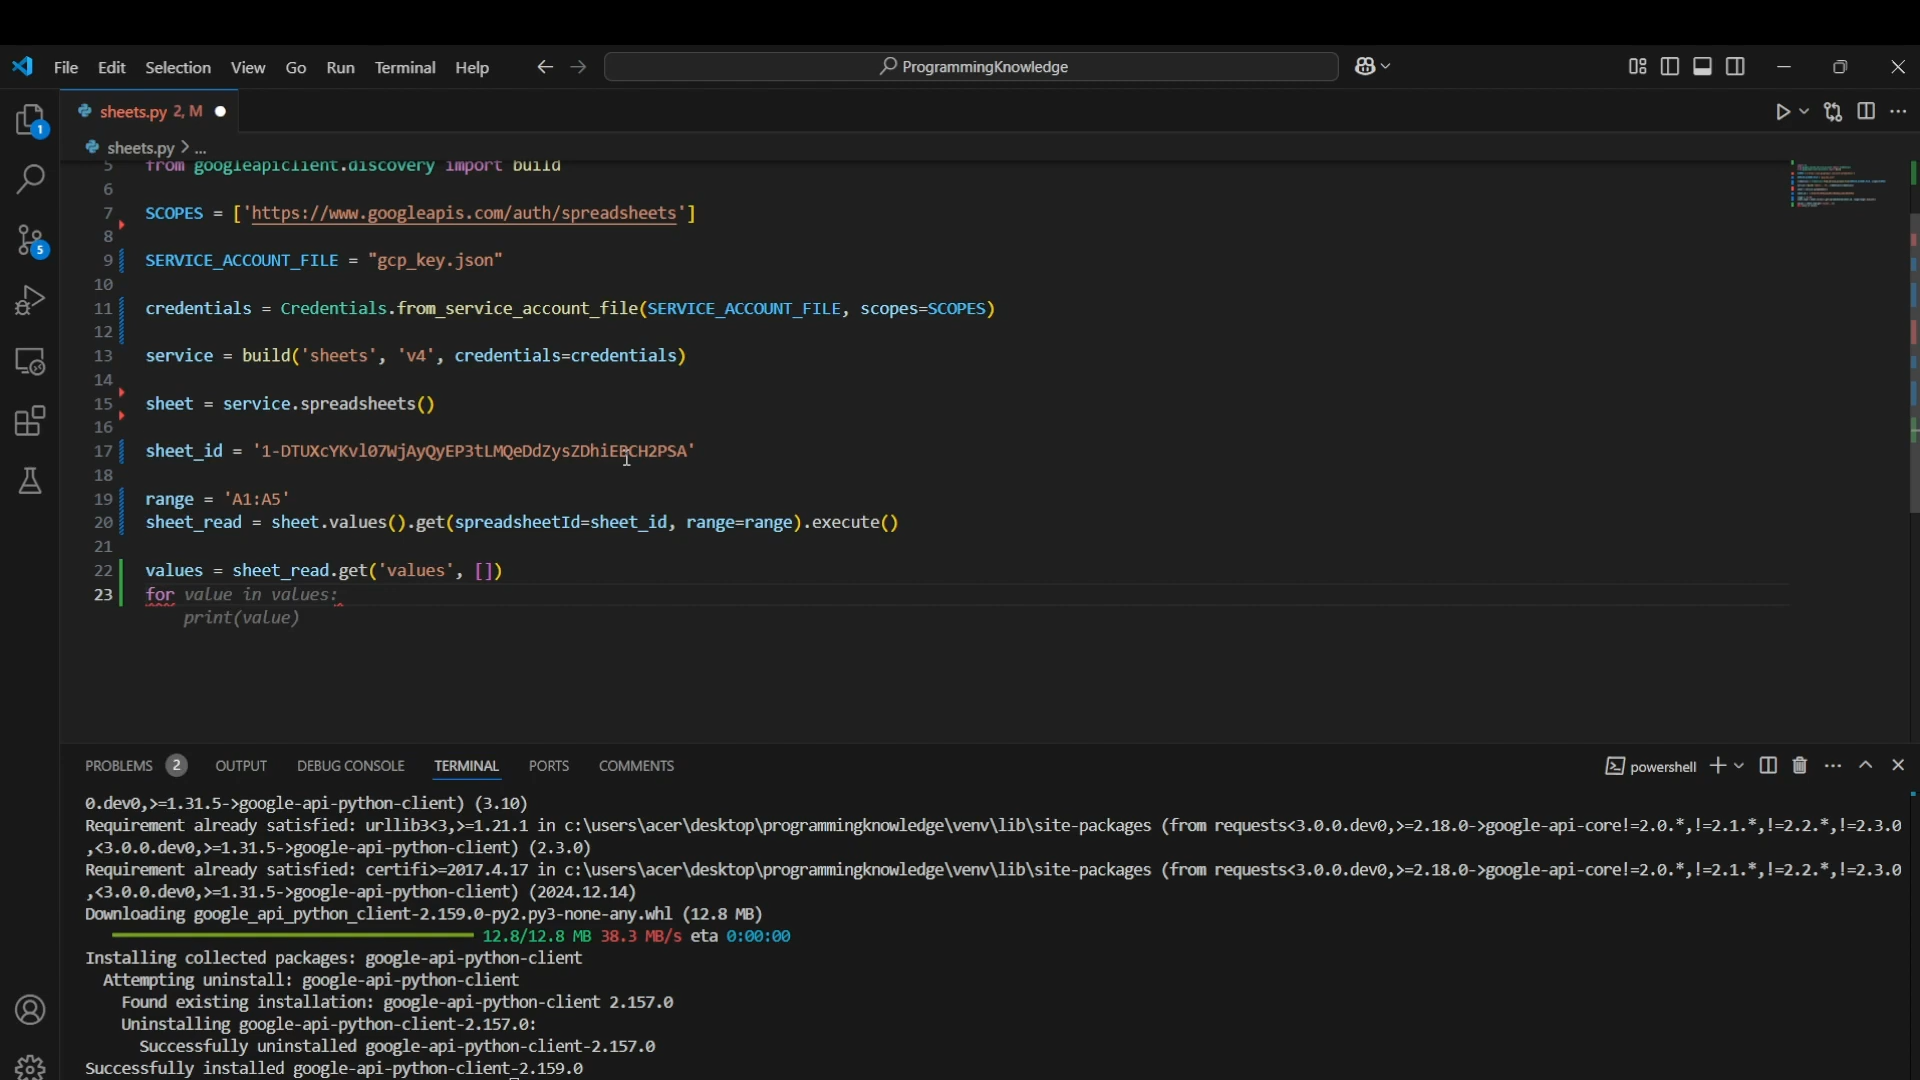 File Edit Selection View Go Run Terminal Help ProgrammingKnowledge
sheets.py 2, M
sheets.py > ...
1
5
5 from googleapiclient.discovery import build
6
7 SCOPES = ['https://www.googleapis.com/auth/spreadsheets']
8
9 SERVICE_ACCOUNT_FILE = "gcp_key.json"
10
11 credentials = Credentials.from_service_account_file(SERVICE_ACCOUNT_FILE, scopes=SCOPES)
12
13 service = build('sheets', 'v4', credentials=credentials)
14
15 sheet = service.spreadsheets()
16
17 sheet_id =
18
19 range = 'A1:A5'
20 sheet_read = sheet.values().get(spreadsheetId=sheet_id, range=range).execute()
21
22 values = sheet_read.get('values', [])
23 for value in values:
print(value)
PROBLEMS 2 OUTPUT DEBUG CONSOLE TERMINAL PORTS COMMENTS powershell
0.dev0,>=1.31.5->google-api-python-client) (3.10)
Requirement already satisfied: urllib3<3,>=1.21.1 in c:\users\acer\desktop\programmingknowledge\venv\lib\site-packages (from requests<3.0.0.dev0,>=2.18.0->google-api-core!=2.0.*,!=2.1.*,!=2.2.*,!=2.3.0
,<3.0.0.dev0,>=1.31.5->google-api-python-client) (2.3.0)
Requirement already satisfied: certifi>=2017.4.17 in c:\users\acer\desktop\programmingknowledge\venv\lib\site-packages (from requests<3.0.0.dev0,>=2.18.0->google-api-core!=2.0.*,!=2.1.*,!=2.2.*,!=2.3.0
,<3.0.0.dev0,>=1.31.5->google-api-python-client) (2024.12.14)
Downloading google_api_python_client-2.159.0-py2.py3-none-any.whl (12.8 MB)
12.8/12.8 MB 38.3 MB/s eta 0:00:00
Installing collected packages: google-api-python-client
Attempting uninstall: google-api-python-client
Found existing installation: google-api-python-client 2.157.0
Uninstalling google-api-python-client-2.157.0:
Successfully uninstalled google-api-python-client-2.157.0
Successfully installed google-api-python-client-2.159.0